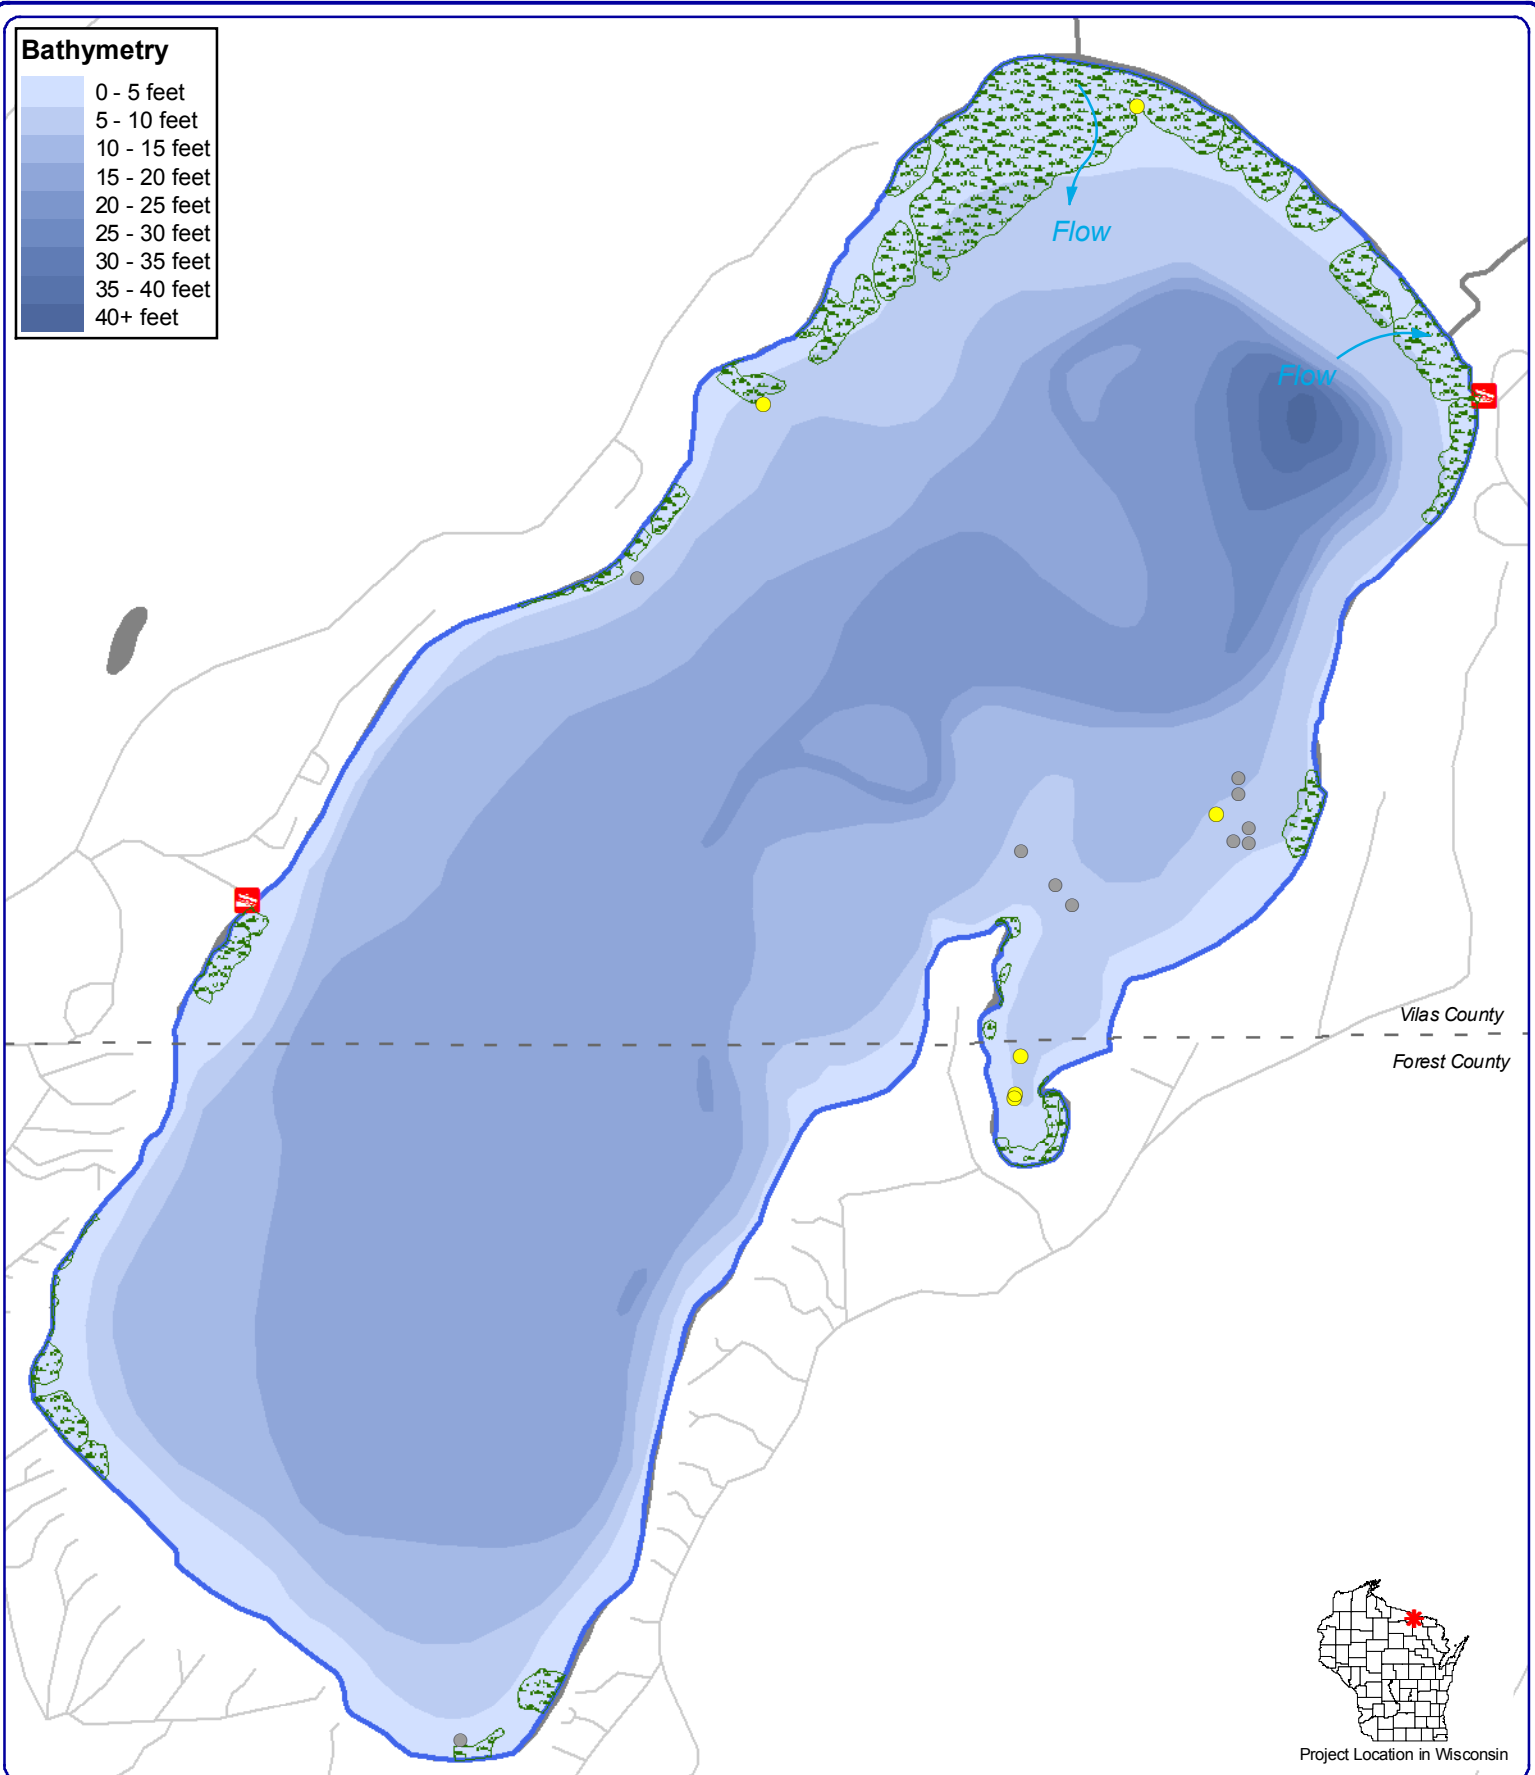 Bathymetry
0 - 5 feet
5 - 10 feet
10 - 15 feet
15 - 20 feet
20 - 25 feet
25 - 30 feet
30 - 35 feet
35 - 40 feet
40+ feet
Flow
Flow
Vilas County
Forest County
Project Location in Wisconsin